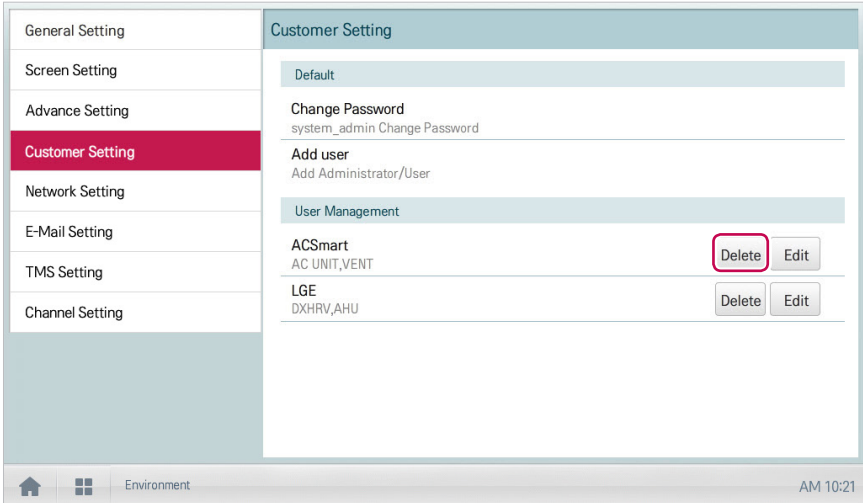 General Setting
Screen Setting
Advance Setting
Customer Setting
Network Setting
E-Mail Setting
TMS Setting
Channel Setting
Customer Setting
Default
Change Password
system_admin Change Password
Add user
Add Administrator/User
User Management
ACSmart
AC UNIT,VENT
Delete Edit
LGE
DXHRV,AHU
Delete Edit
Environment
AM 10:21